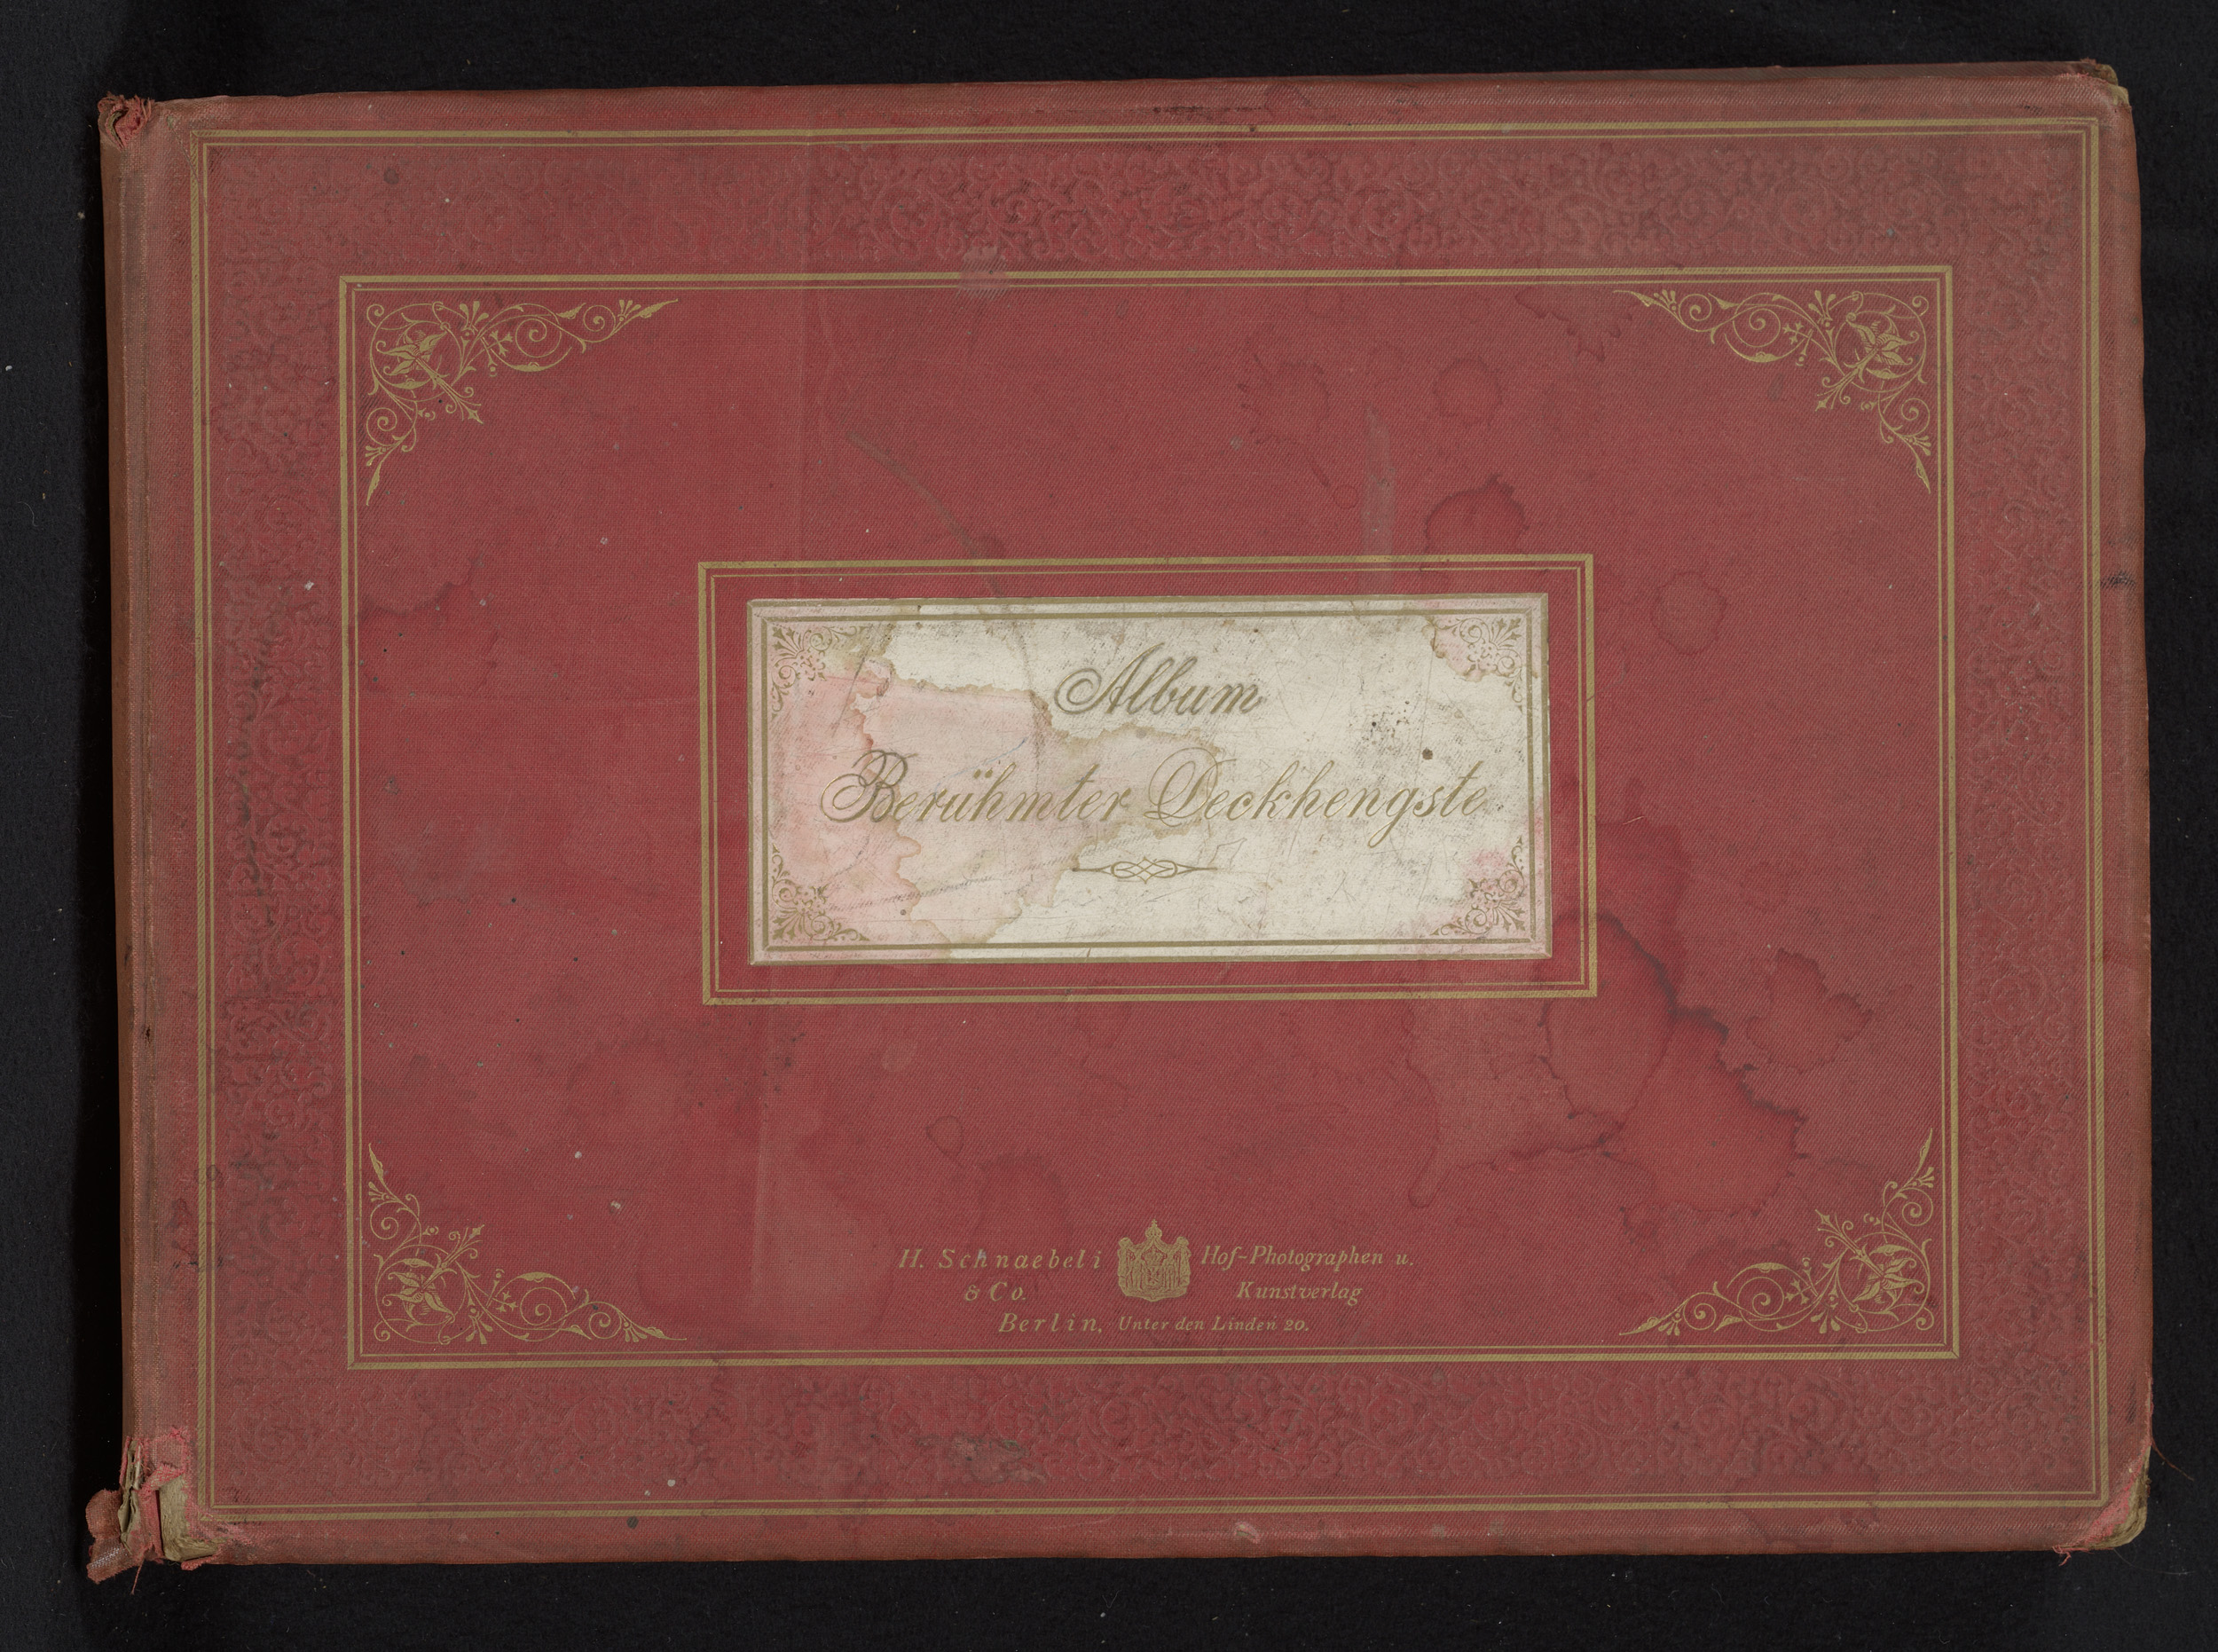 Album
Berühmter Deckhengste
H. Schnaebeli
& Co.
Hof-Photographen u.
Kunstverlag
Berlin, Unter den Linden 20.